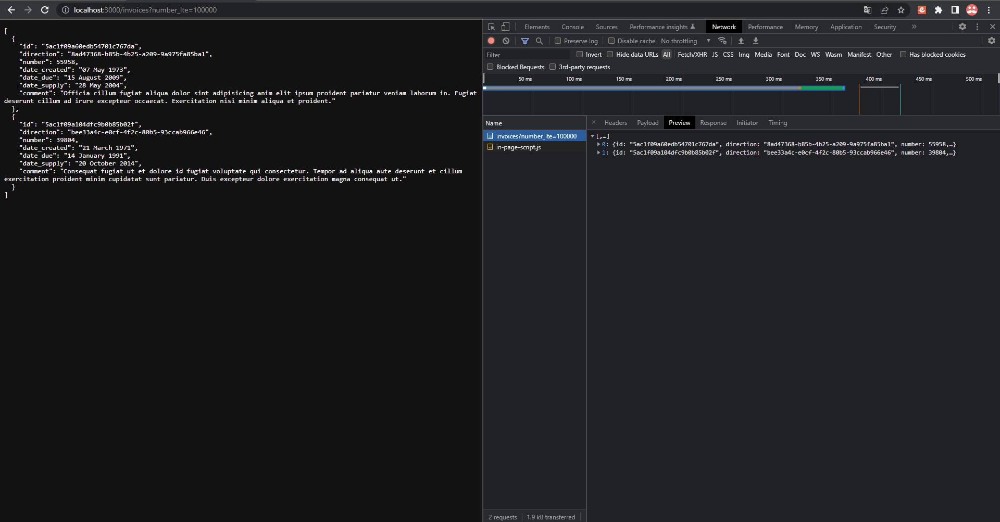 localhost:3000/invoices?number_lte=100000
[
  {
    "id": "5ac1f09a60edb54701c767da",
    "direction": "8ad47368-b85b-4b25-a209-9a975fa85ba1",
    "number": 55958,
    "date_created": "07 May 1973",
    "date_due": "15 August 2009",
    "date_supply": "28 May 2004",
    "comment": "Officia cillum fugiat aliqua dolor sint adipisicing anim elit ipsum proident pariatur veniam laborum in. Fugiat
deserunt cillum ad irure excepteur occaecat. Exercitation nisi minim aliqua et proident."
  },
  {
    "id": "5ac1f09a104dfc9b0b85b02f",
    "direction": "bee33a4c-e0cf-4f2c-80b5-93ccab966e46",
    "number": 39804,
    "date_created": "21 March 1971",
    "date_due": "14 January 1991",
    "date_supply": "20 October 2014",
    "comment": "Consequat fugiat ut et dolore id fugiat voluptate qui consectetur. Tempor ad aliqua aute deserunt et cillum
exercitation proident minim cupidatat sunt pariatur. Duis excepteur dolore exercitation magna consequat ut."
  }
]
Elements Console Sources Performance insights Network Performance Memory Application Security »
Preserve log Disable cache No throttling
Filter Invert Hide data URLs All Fetch/XHR JS CSS Img Media Font Doc WS Wasm Manifest Other Has blocked cookies
Blocked Requests 3rd-party requests
50 ms 100 ms 150 ms 200 ms 250 ms 300 ms 350 ms 400 ms 450 ms 500 ms
Name
invoices?number_lte=100000
in-page-script.js
× Headers Payload Preview Response Initiator Timing
[,…]
0: {id: "5ac1f09a60edb54701c767da", direction: "8ad47368-b85b-4b25-a209-9a975fa85ba1", number: 55958,…}
1: {id: "5ac1f09a104dfc9b0b85b02f", direction: "bee33a4c-e0cf-4f2c-80b5-93ccab966e46", number: 39804,…}
2 requests 1.9 kB transferred